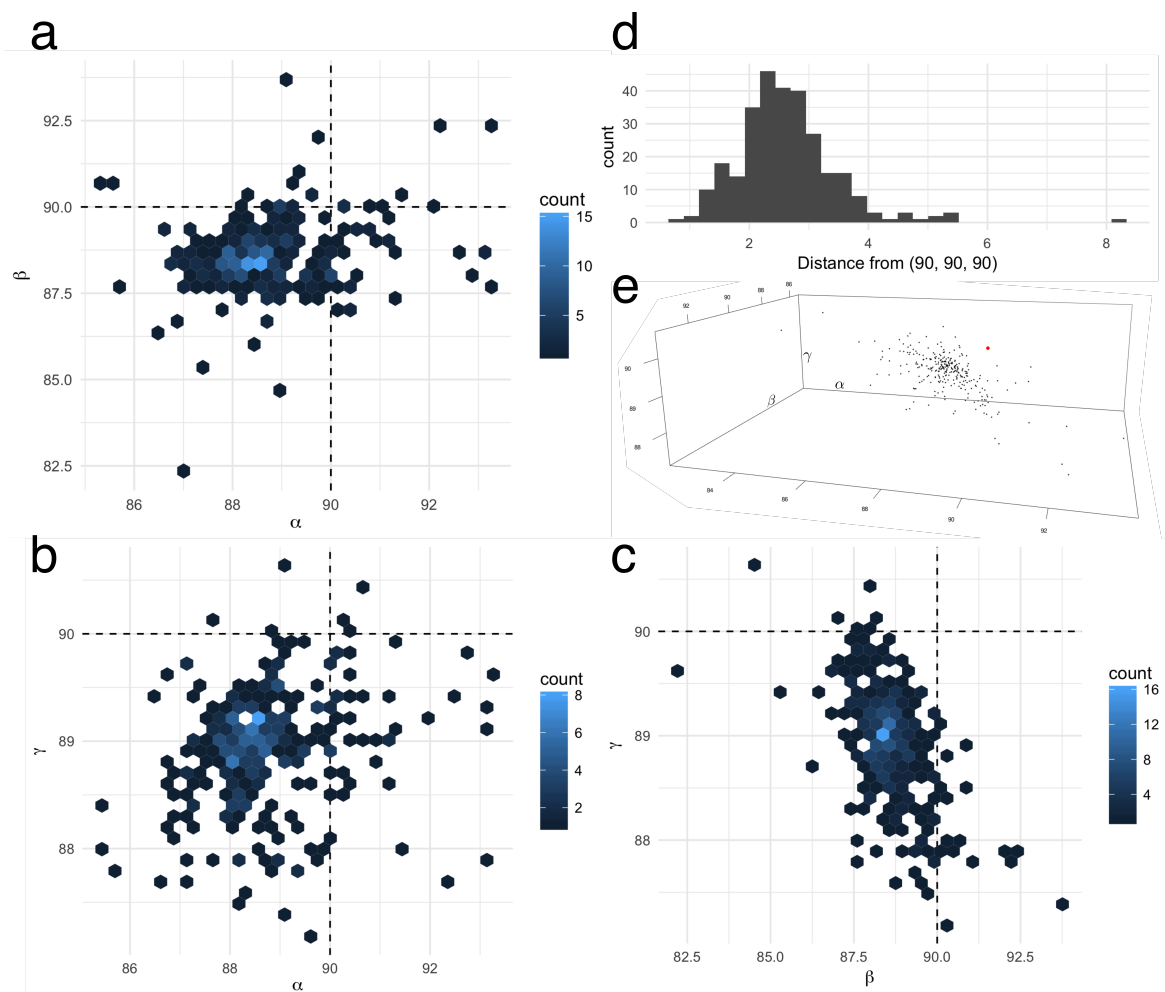 a
92.5
90.0
87.5
85.0
82.5
β
86
88
90
92
α
count
15
10
5
d
count
40
30
20
10
0
2
4
6
8
Distance from (90, 90, 90)
e
92
90
88
86
90
89
88
γ
α
β
84
86
88
90
92
b
90
89
88
γ
86
88
90
92
α
count
8
6
4
2
c
90
89
88
γ
82.5
85.0
87.5
90.0
92.5
β
count
16
12
8
4